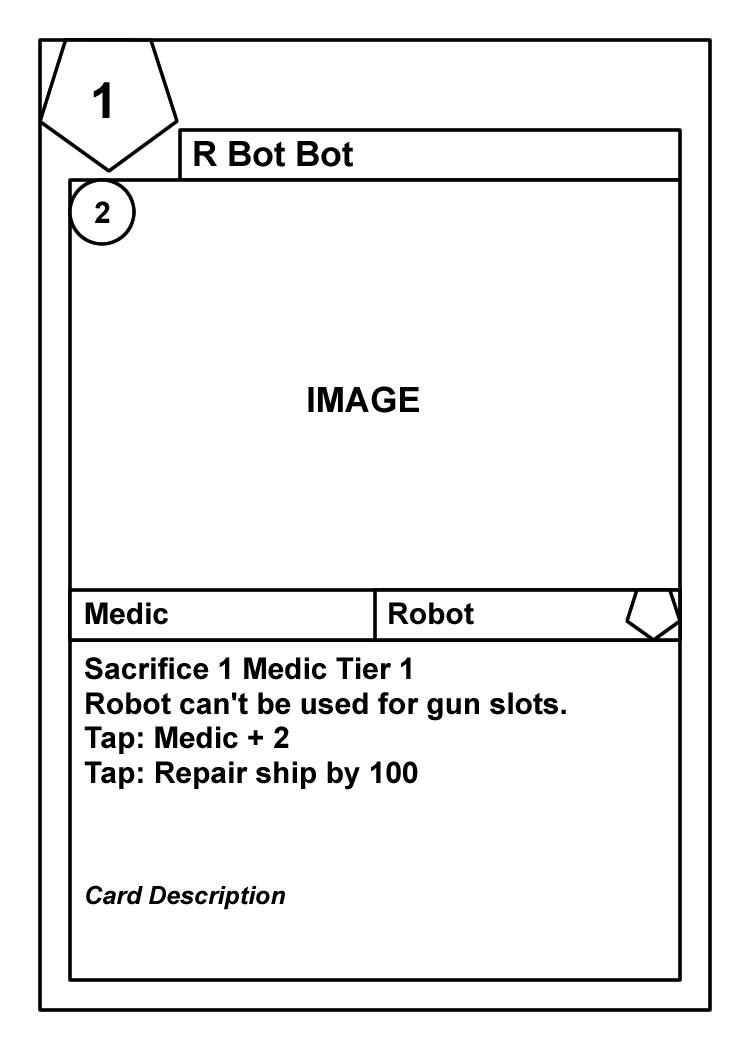 1
R Bot Bot
2
IMAGE
Medic
Robot
Sacrifice 1 Medic Tier 1
Robot can't be used for gun slots.
Tap: Medic + 2
Tap: Repair ship by 100
Card Description